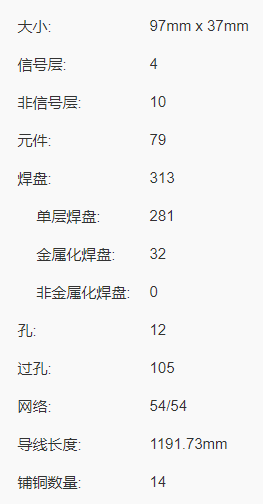 大小: 97mm x 37mm
信号层: 4
非信号层: 10
元件: 79
焊盘: 313
单层焊盘: 281
金属化焊盘: 32
非金属化焊盘: 0
孔: 12
过孔: 105
网络: 54/54
导线长度: 1191.73mm
铺铜数量: 14